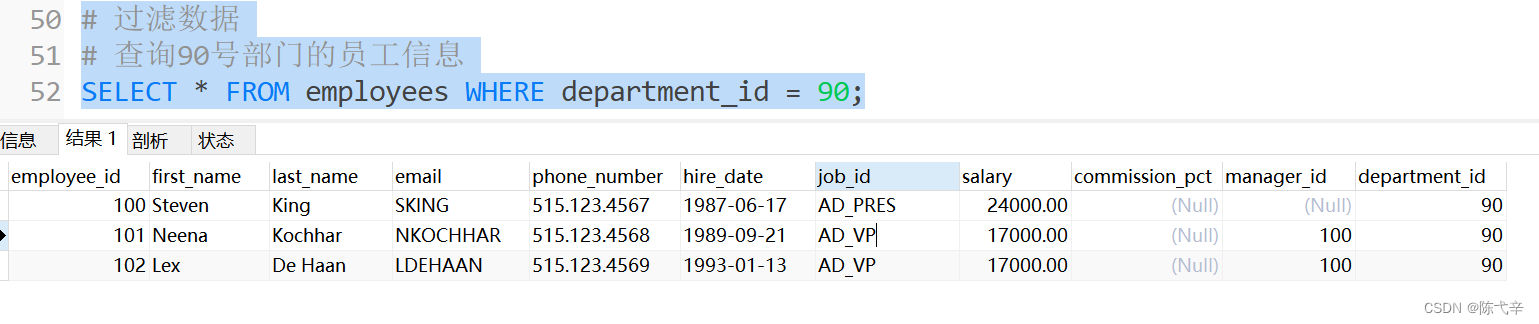 50 # 过滤数据
51 # 查询90号部门的员工信息
52 SELECT * FROM employees WHERE department_id = 90;
信息 结果 1 剖析 状态
employee_id first_name last_name email phone_number hire_date job_id salary commission_pct manager_id department_id
100 Steven King SKING 515.123.4567 1987-06-17 AD_PRES 24000.00 (Null) (Null) 90
101 Neena Kochhar NKOCHHAR 515.123.4568 1989-09-21 AD_VP 17000.00 (Null) 100 90
102 Lex De Haan LDEHAAN 515.123.4569 1993-01-13 AD_VP 17000.00 (Null) 100 90
CSDN @陈弋辛